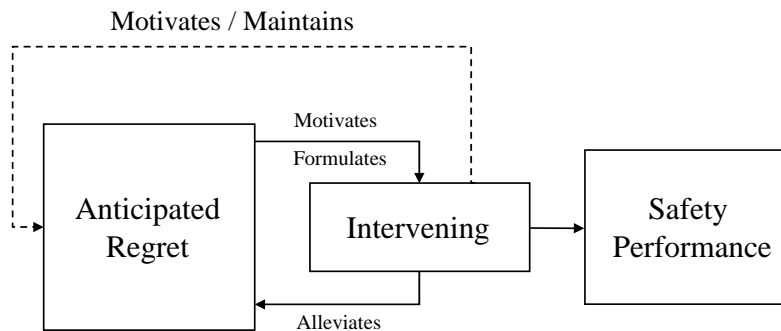 Motivates / Maintains
Motivates
Formulates
Anticipated
Regret
Intervening
Safety
Performance
Alleviates